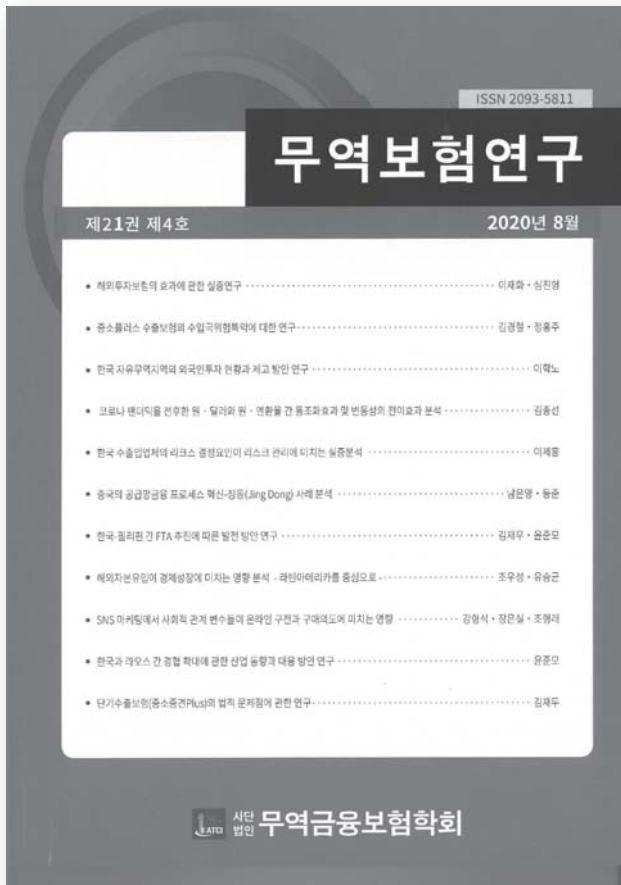 ISSN 2093-5811
무역보험연구
제21권 제4호 2020년 8월
• 해외투자보험의 효과에 관한 실증연구 이재화・심진형
• 중소플러스 수출보험의 수입국위험특약에 대한 연구 김경철・정홍주
• 한국 자유무역지역의 외국인투자 현황과 제고 방안 연구 이학노
• 코로나 팬더믹을 전후한 원・달러와 원・엔환율 간 동조화효과 및 변동성의 전이효과 분석 김종선
• 한국 수출입업체의 리스크 결정요인이 리스크 관리에 미치는 실증분석 이제홍
• 중국의 공급망금융 프로세스 혁신-징동(Jing Dong) 사례 분석 남은영・등준
• 한국-필리핀 간 FTA 추진에 따른 발전 방안 연구 김재우・윤준모
• 해외자본유입이 경제성장에 미치는 영향 분석 - 라틴아메리카를 중심으로- 조우성・유승균
• SNS 마케팅에서 사회적 관계 변수들이 온라인 구전과 구매의도에 미치는 영향 강형석・장은실・조형래
• 한국과 라오스 간 경협 확대에 관한 산업 동향과 대응 방안 연구 윤준모
• 단기수출보험(중소중견Plus)의 법적 문제점에 관한 연구 김재두
사단법인 무역금융보험학회